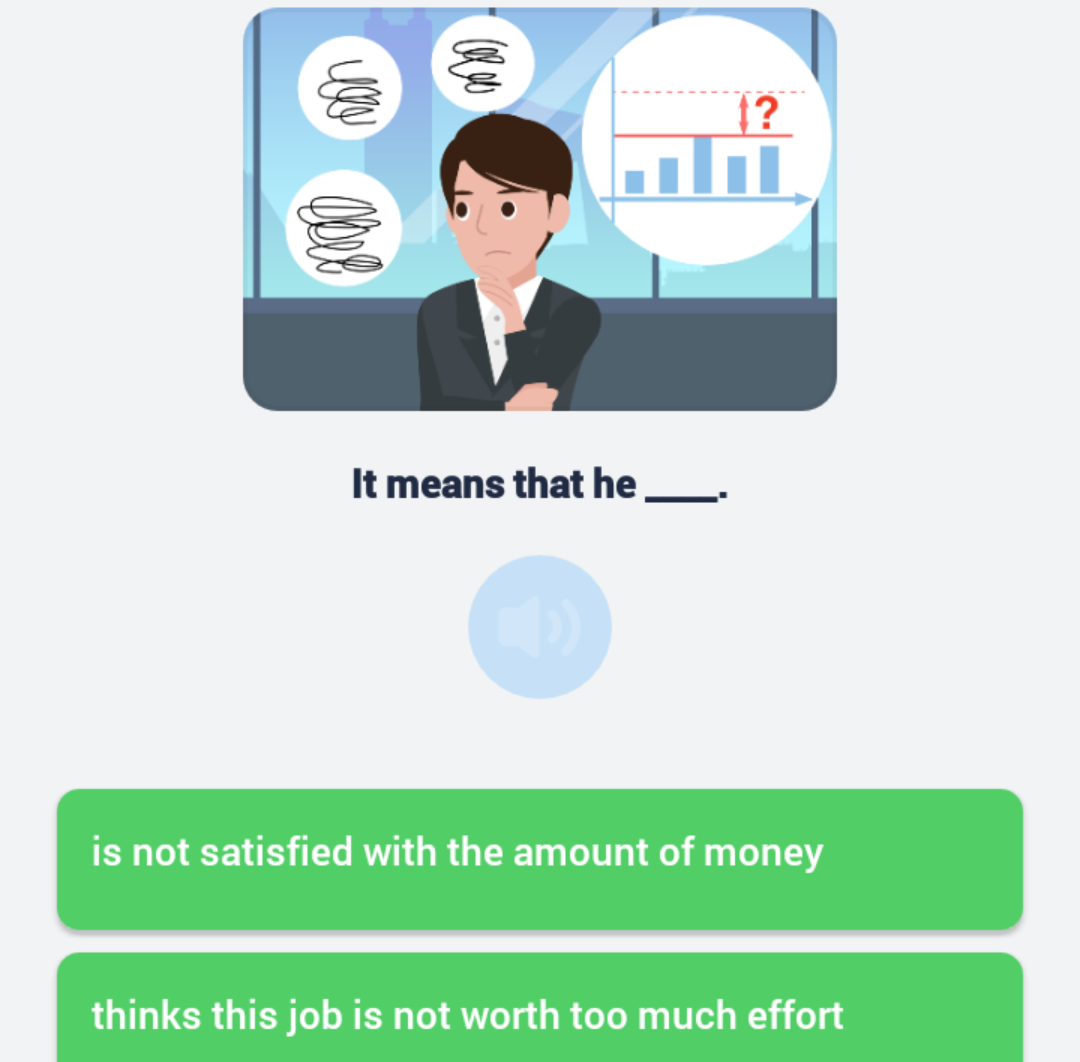 ?
It means that he ____.
is not satisfied with the amount of money
thinks this job is not worth too much effort